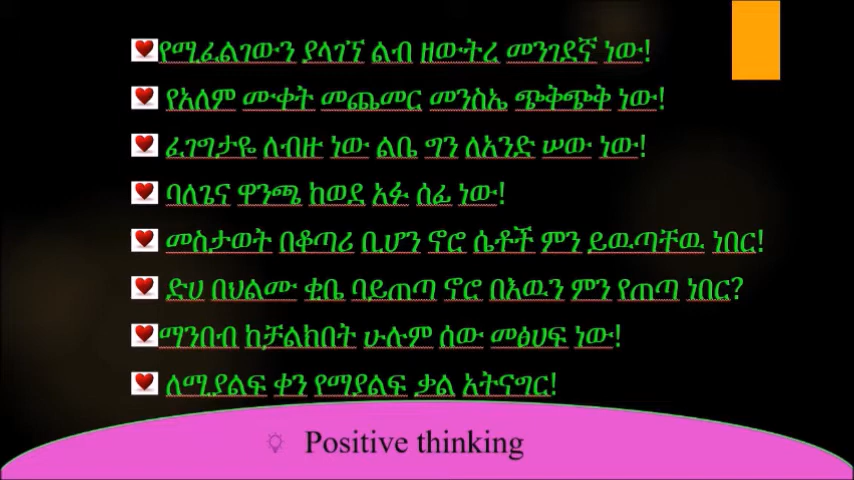 የሚፈልገውን ያላገኘ ልብ ዘውትረ መንገደኛ ነው!
የአለም ሙቀት መጨመር መንስኤ ጭቅጭቅ ነው!
ፈገግታዬ ለብዙ ነው ልቤ ግን ለአንድ ሠው ነው!
ባለጌና ዋንጫ ከወደ አፉ ሰፊ ነው!
መስታወት በቆጣሪ ቢሆን ኖሮ ሴቶች ምን ይዉጣቸዉ ነበር!
ድሀ በህልሙ ቂቤ ባይጠጣ ኖሮ በእዉን ምን የጠጣ ነበር?
ማንበብ ከቻልክበት ሁሉም ሰው መፅሀፍ ነው!
ለሚያልፍ ቀን የማያልፍ ቃል አትናግር!
Positive thinking